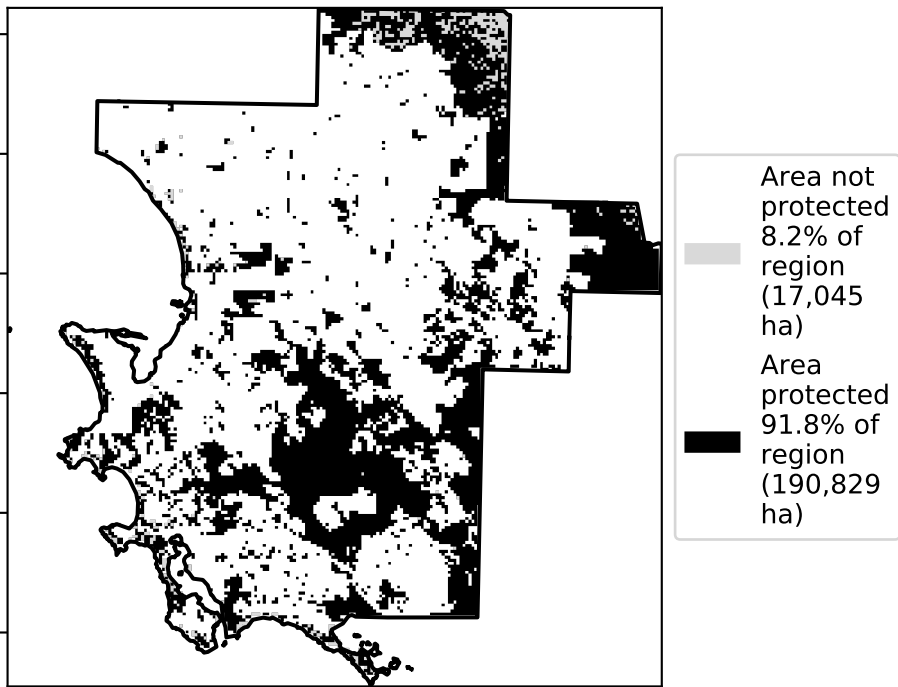 Area not
protected
8.2% of
region
(17,045
ha)
Area
protected
91.8% of
region
(190,829
ha)